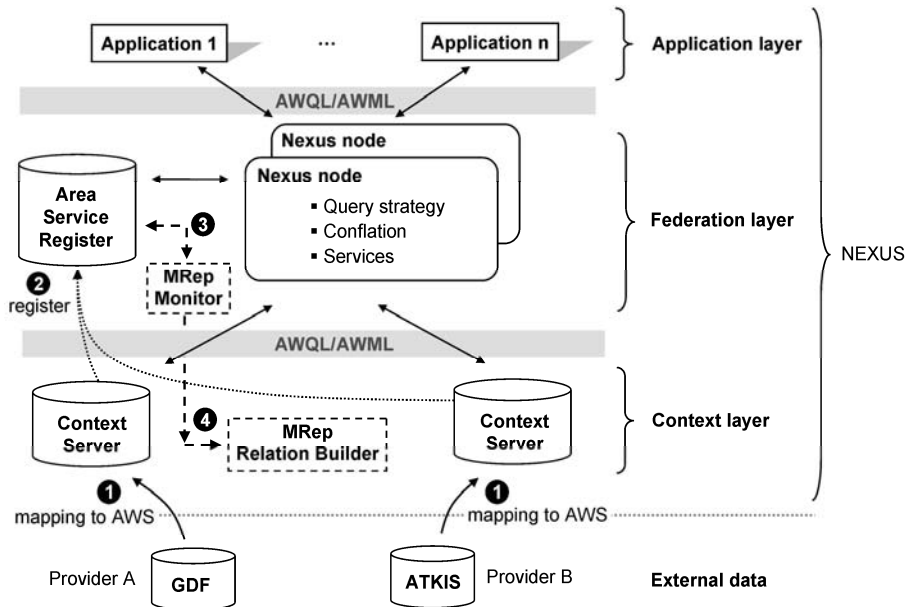 Application 1
...
Application n
Application layer
AWQL/AWML
Nexus node
Nexus node
▪ Query strategy
▪ Conflation
▪ Services
Area
Service
Register
Federation layer
NEXUS
3
2
register
MRep
Monitor
AWQL/AWML
Context
Server
4
MRep
Relation Builder
Context
Server
Context layer
1
mapping to AWS
1
mapping to AWS
Provider A
GDF
ATKIS
Provider B
External data